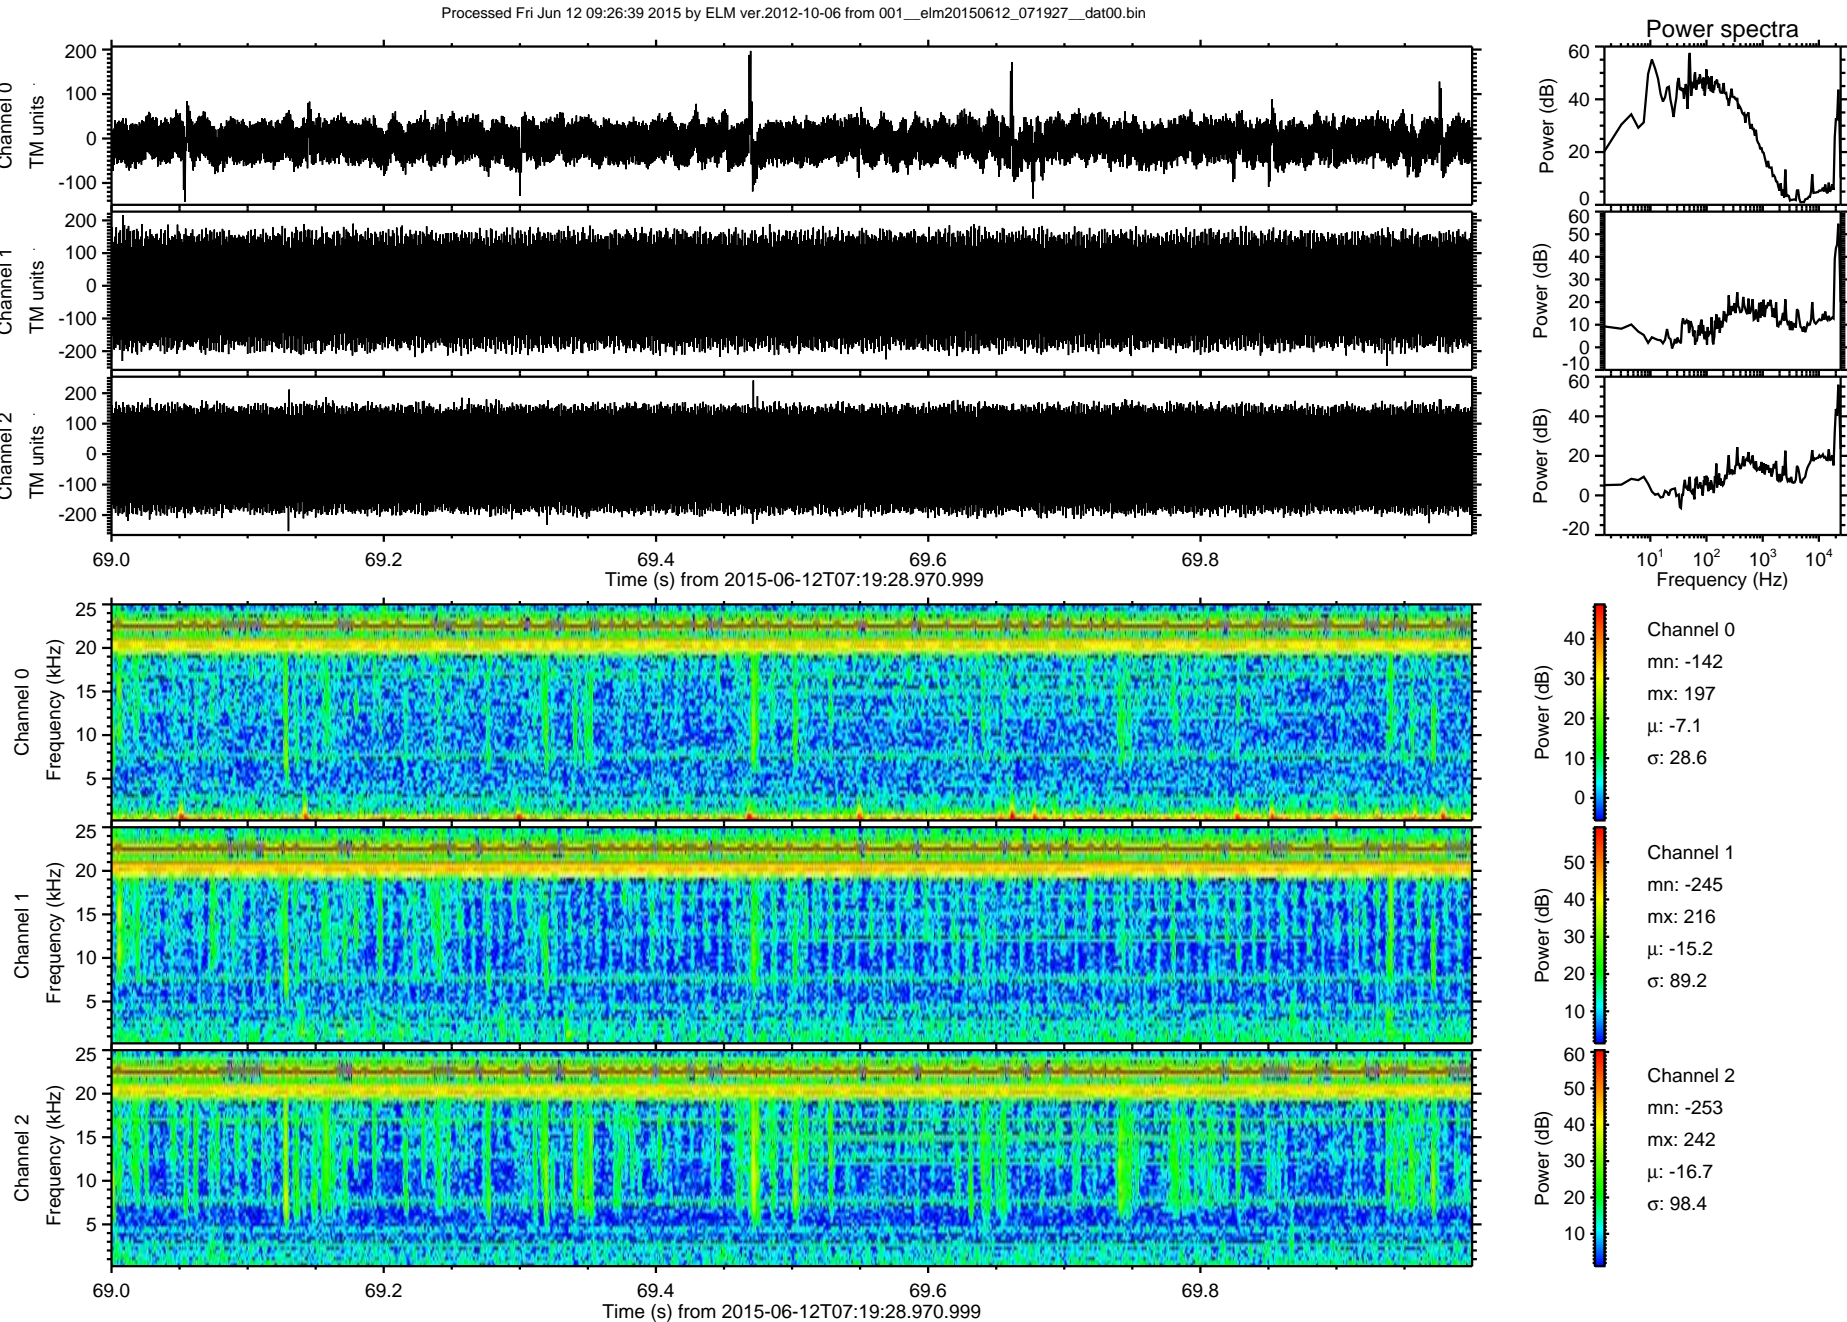 Processed Fri Jun 12 09:26:39 2015 by ELM ver.2012-10-06 from 001__elm20150612_071927__dat00.bin
Power spectra
Channel 0
TM units
200
100
0
-100
Power (dB)
60
40
20
0
Channel 1
TM units
200
100
0
-100
-200
Power (dB)
60
50
40
30
20
10
0
-10
Channel 2
TM units
200
100
0
-100
-200
Power (dB)
60
40
20
0
-20
69.0 69.2 69.4 69.6 69.8
Time (s) from 2015-06-12T07:19:28.970.999
10¹ 10² 10³ 10⁴
Frequency (Hz)
Channel 0
Frequency (kHz)
25
20
15
10
5
Power (dB)
40
30
20
10
0
Channel 0
mn: -142
mx: 197
μ: -7.1
σ: 28.6
Channel 1
Frequency (kHz)
25
20
15
10
5
Power (dB)
50
40
30
20
10
Channel 1
mn: -245
mx: 216
μ: -15.2
σ: 89.2
Channel 2
Frequency (kHz)
25
20
15
10
5
Power (dB)
60
50
40
30
20
10
Channel 2
mn: -253
mx: 242
μ: -16.7
σ: 98.4
69.0 69.2 69.4 69.6 69.8
Time (s) from 2015-06-12T07:19:28.970.999